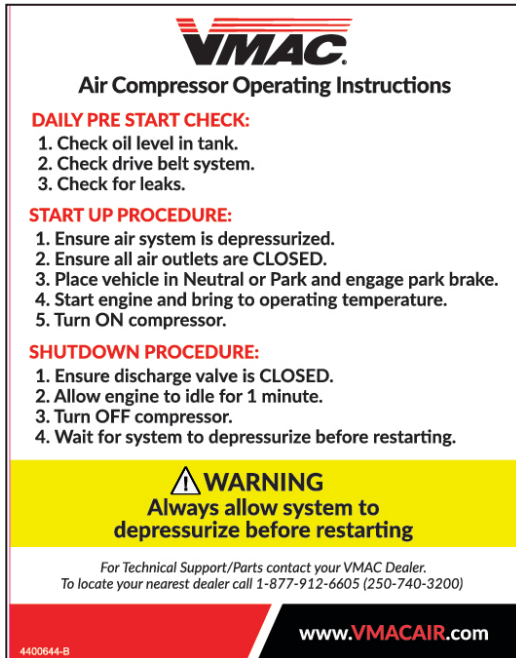 VMAC
Air Compressor Operating Instructions
DAILY PRE START CHECK:
1. Check oil level in tank.
2. Check drive belt system.
3. Check for leaks.
START UP PROCEDURE:
1. Ensure air system is depressurized.
2. Ensure all air outlets are CLOSED.
3. Place vehicle in Neutral or Park and engage park brake.
4. Start engine and bring to operating temperature.
5. Turn ON compressor.
SHUTDOWN PROCEDURE:
1. Ensure discharge valve is CLOSED.
2. Allow engine to idle for 1 minute.
3. Turn OFF compressor.
4. Wait for system to depressurize before restarting.
WARNING
Always allow system to
depressurize before restarting
For Technical Support/Parts contact your VMAC Dealer.
To locate your nearest dealer call 1-877-912-6605 (250-740-3200)
4400644-B
www.VMACAIR.com